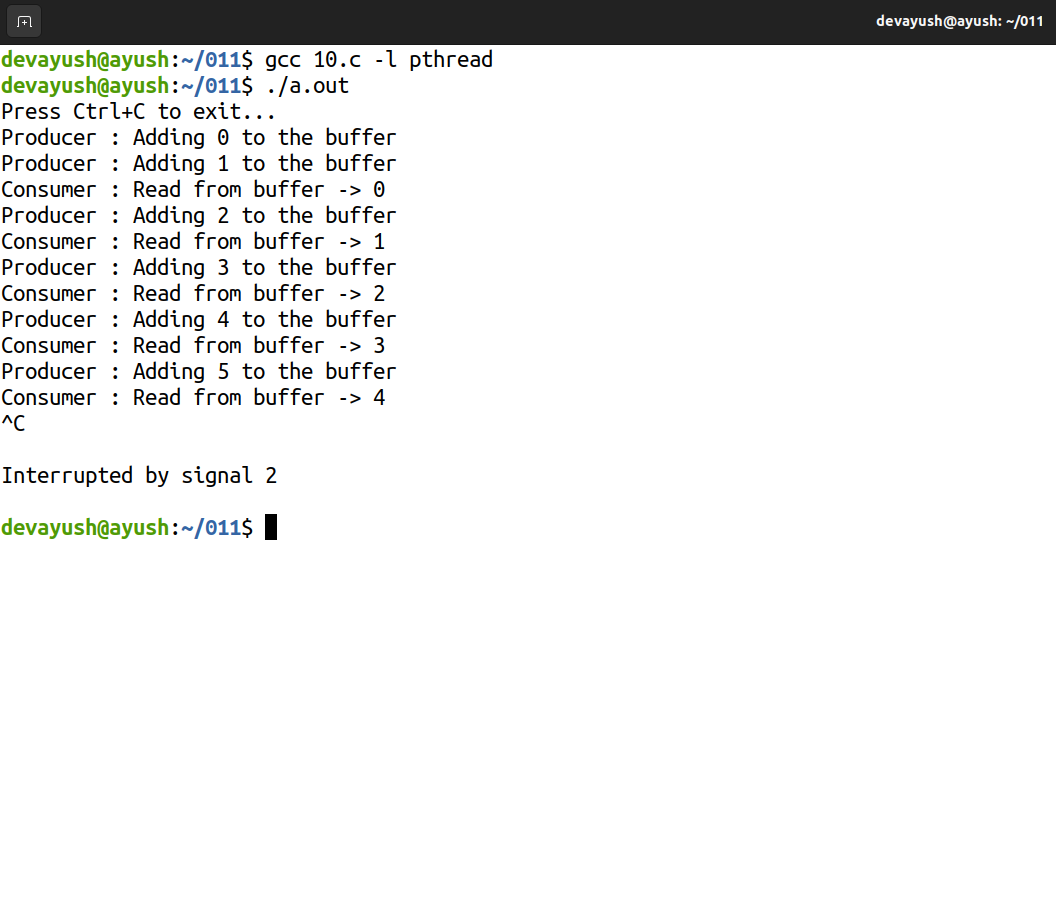 devayush@ayush: ~/011
devayush@ayush:~/011$ gcc 10.c -l pthread
devayush@ayush:~/011$ ./a.out
Press Ctrl+C to exit...
Producer : Adding 0 to the buffer
Producer : Adding 1 to the buffer
Consumer : Read from buffer -> 0
Producer : Adding 2 to the buffer
Consumer : Read from buffer -> 1
Producer : Adding 3 to the buffer
Consumer : Read from buffer -> 2
Producer : Adding 4 to the buffer
Consumer : Read from buffer -> 3
Producer : Adding 5 to the buffer
Consumer : Read from buffer -> 4
^C
Interrupted by signal 2
devayush@ayush:~/011$